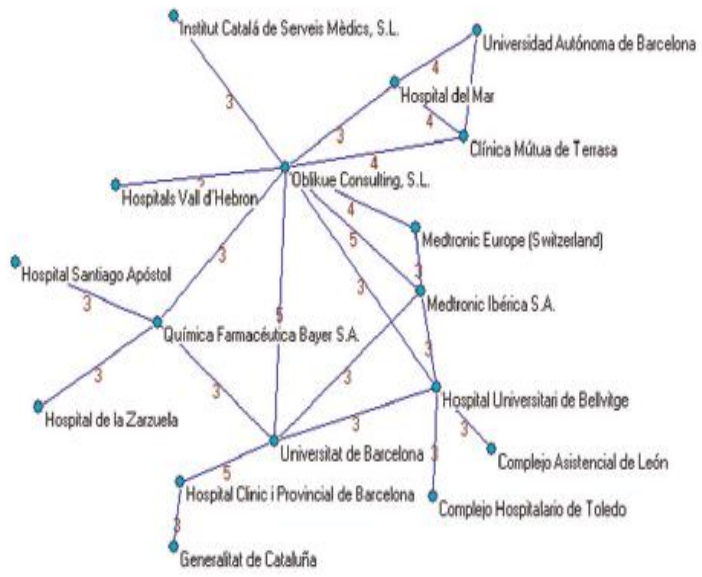 Institut Catalá de Serveis Mèdics, S.L.
Universidad Autónoma de Barcelona
4
Hospital del Mar
3
4
3
Clínica Mútua de Terrasa
4
Oblikue Consulting, S.L.
Hospitals Vall d'Hebron
4
Medtronic Europe (Switzerland)
5
3
Hospital Santiago Apóstol
3
3
3
Medtronic Ibérica S.A.
5
Química Farmacéutica Bayer S.A.
3
3
3
3
Hospital Universitari de Bellvitge
Hospital de la Zarzuela
3
3
Universitat de Barcelona
3
Complejo Asistencial de León
5
Hospital Clinic i Provincial de Barcelona
Complejo Hospitalario de Toledo
3
Generalitat de Cataluña